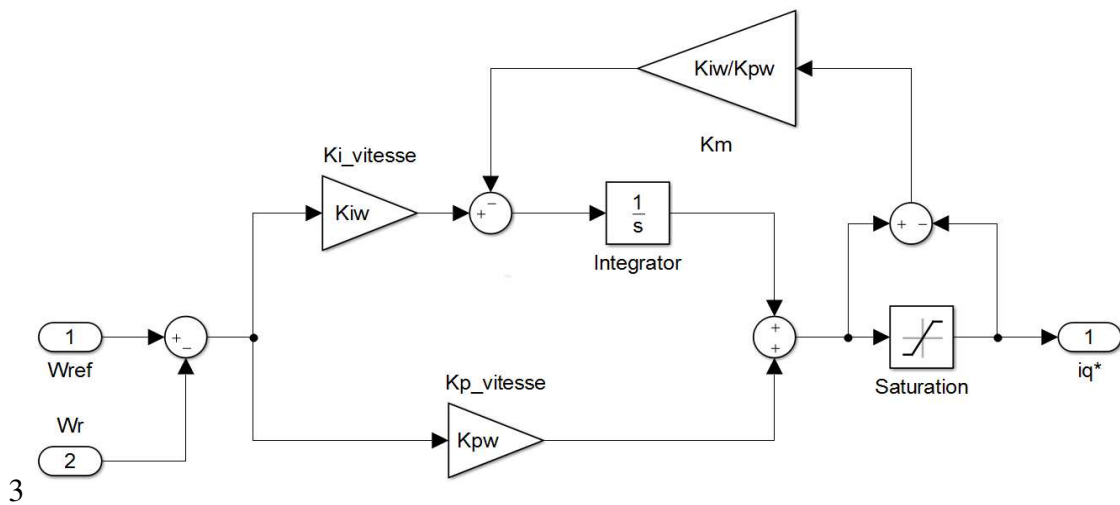 Kiw/Kpw
Km
Ki_vitesse
Kiw
+ −
1
s
Integrator
+ −
1
Wref
+ −
+
+
Saturation
1
iq*
Kp_vitesse
Kpw
Wr
2
3